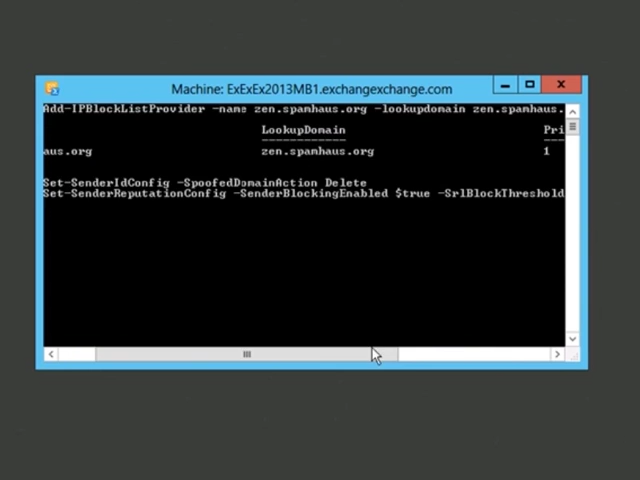 Machine: ExExEx2013MB1.exchangexchange.com
Add-IPBlockListProvider -name zen.spamhaus.org -lookupdomain zen.spamhaus.
LookupDomain Pri
------------ ---
aus.org zen.spamhaus.org 1
Set-SenderIdConfig -SpoofedDomainAction Delete
Set-SenderReputationConfig -SenderBlockingEnabled $true -SrlBlockThreshold